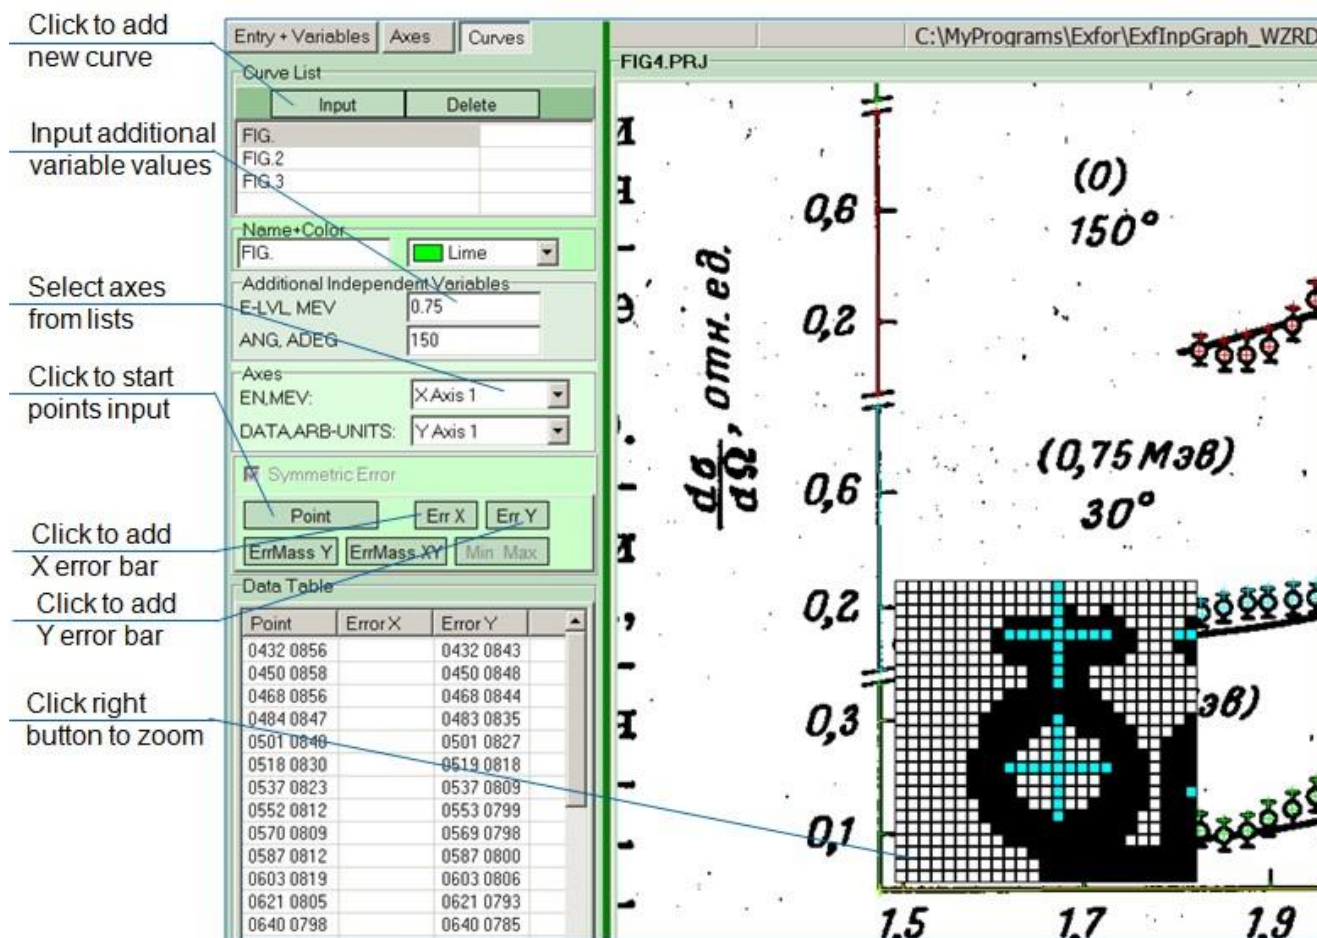 Click to add
new curve
Input additional
variable values
Select axes
from lists
Click to start
points input
Click to add
X error bar
Click to add
Y error bar
Click right
button to zoom
Entry + Variables
Axes
Curves
Curve List
Input
Delete
FIG.
FIG.2
FIG.3
Name+Color
FIG.
Lime
Additional Independent Variables
E-LVL, MEV
0.75
ANG, ADEG
150
Axes
EN,MEV:
X Axis 1
DATA,ARB-UNITS:
Y Axis 1
Symmetric Error
Point
Err X
Err Y
ErrMass Y
ErrMass XY
Min Max
Data Table
Point Error X Error Y
0432 0856 0432 0843
0450 0858 0450 0848
0468 0856 0468 0844
0484 0847 0483 0835
0501 0840 0501 0827
0518 0830 0519 0818
0537 0823 0537 0809
0552 0812 0553 0799
0570 0809 0569 0798
0587 0812 0587 0800
0603 0819 0603 0806
0621 0805 0621 0793
0640 0798 0640 0785
C:\MyPrograms\Exfor\ExfInpGraph_WZRD
FIG4.PRJ
dσ/dΩ, отн. ед.
0,6
0,2
(0)
150°
0,6
0,2
(0,75 Мэв)
30°
0,3
0,1
эв)
1,5 1,7 1,9